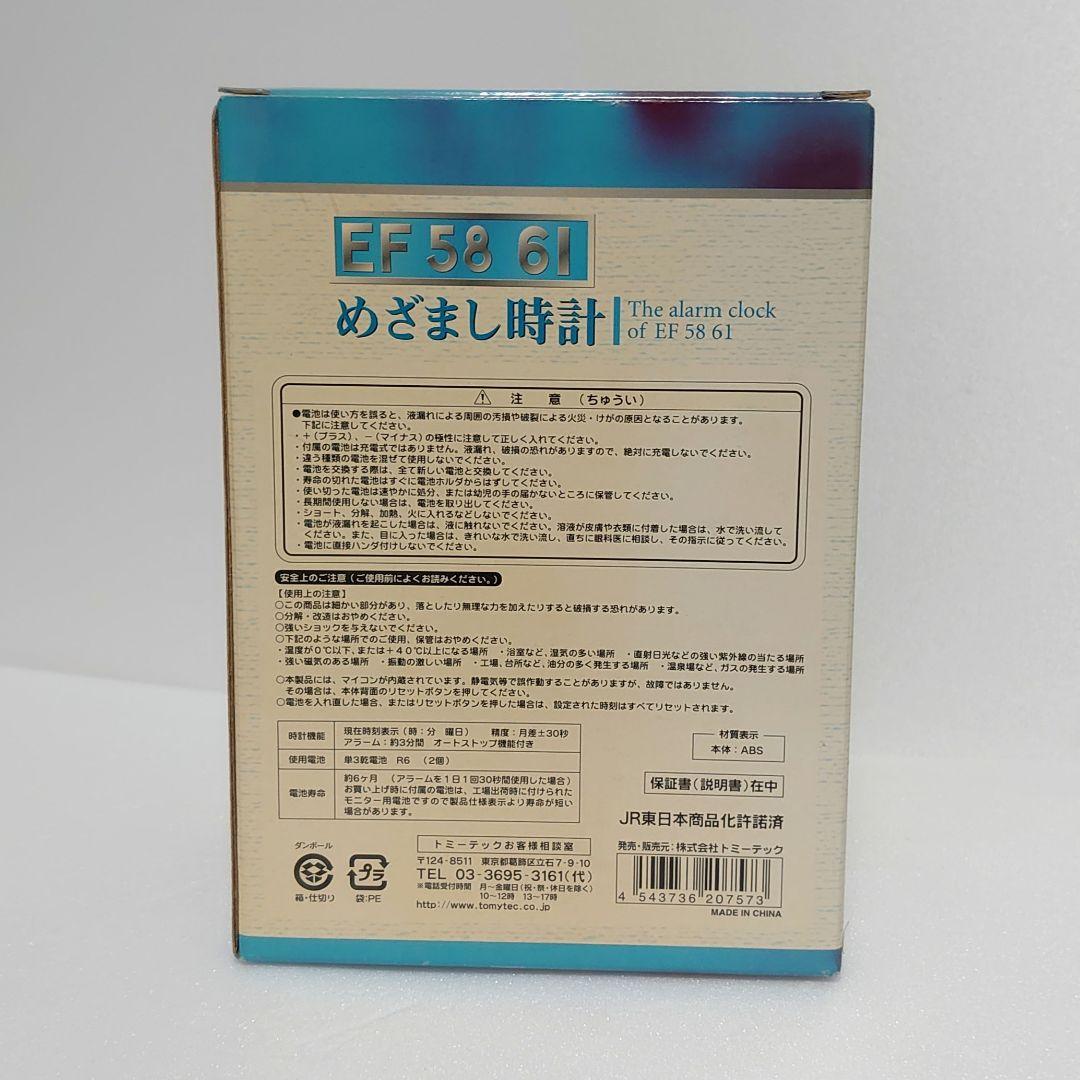 EF 58 61
めざまし時計
The alarm clock
of EF 58 61
⚠ 注 意 (ちゅうい)
●電池は使い方を誤ると、液漏れによる周囲の汚損や破裂による火災・けがの原因となることがあります。
下記に注意してください。
・+(プラス)、-(マイナス)の極性に注意して正しく入れてください。
・付属の電池は充電式ではありません。液漏れ、破損の恐れがありますので、絶対に充電しないでください。
・違う種類の電池を混ぜて使用しないでください。
・電池を交換する際は、全て新しい電池と交換してください。
・寿命の切れた電池はすぐに電池ホルダからはずしてください。
・使い切った電池は速やかに処分、または幼児の手の届かないところに保管してください。
・長期間使用しない場合は、電池を取り出してください。
・ショート、分解、加熱、火に入れるなどしないでください。
・電池が液漏れを起こした場合は、液に触れないでください。溶液が皮膚や衣類に付着した場合は、水で洗い流して
ください。また、目に入った場合は、きれいな水で洗い流し、直ちに眼科医に相談し、その指示に従ってください。
・電池に直接ハンダ付けしないでください。
安全上のご注意(ご使用前によくお読みください。)
【使用上の注意】
○この商品は細かい部分があり、落としたり無理な力を加えたりすると破損する恐れがあります。
○分解・改造はおやめください。
○強いショックを与えないでください。
○下記のような場所でのご使用、保管はおやめください。
・温度が0℃以下、または+40℃以上になる場所 ・浴室など、湿気の多い場所 ・直射日光などの強い紫外線の当たる場所
・強い磁気のある場所 ・振動の激しい場所 ・工場、台所など、油分の多く発生する場所 ・温泉場など、ガスの発生する場所
○本製品には、マイコンが内蔵されています。静電気等で誤作動することがありますが、故障ではありません。
その場合は、本体背面のリセットボタンを押してください。
○電池を入れ直した場合、またはリセットボタンを押した場合は、設定された時刻はすべてリセットされます。
時計機能 現在時刻表示(時:分 曜日) 精度:月差±30秒
アラーム:約3分間 オートストップ機能付き
使用電池 単3乾電池 R6 (2個)
電池寿命 約6ヶ月 (アラームを1日1回30秒間使用した場合)
お買い上げ時に付属の電池は、工場出荷時に付けられた
モニター用電池ですので製品仕様表示より寿命が短い
場合があります。
材質表示
本体:ABS
保証書(説明書)在中
JR東日本商品化許諾済
発売・販売元:株式会社トミーテック
ダンボール
箱・仕切り
プラ
袋:PE
トミーテックお客様相談室
〒124-8511 東京都葛飾区立石7-9-10
TEL 03-3695-3161(代)
※電話受付時間 月～金曜日(祝・祭・休日を除く)
10～12時 13～17時
http://www.tomytec.co.jp
4 543736 207573
MADE IN CHINA